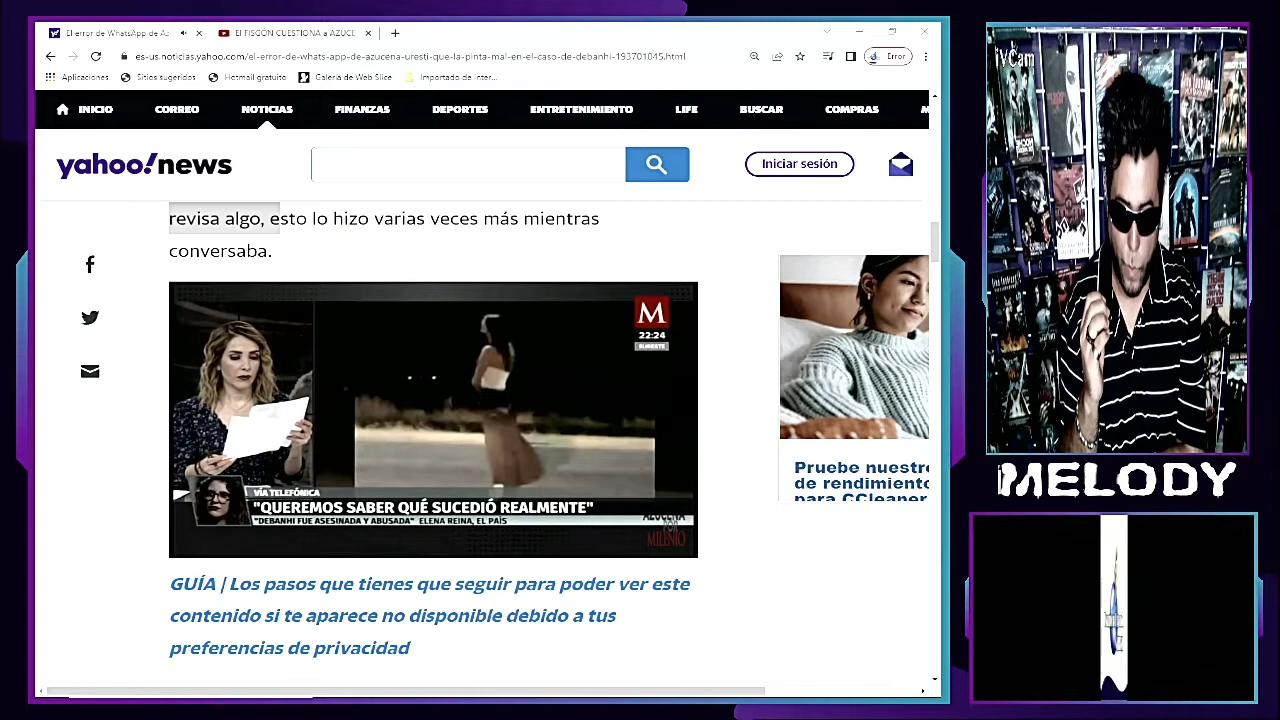 El error de WhatsApp de Az
El FISGÓN CUESTIONA A AZUCE
es-us.noticias.yahoo.com/el-error-de-whatsapp-de-azucena-
-que-la-pinta-mal-en-el-caso-de-debanhi-193701045.html
Error
Aplicaciones
Sitios sugeridos
Hotmail gratuito
Galería de Web Slice
Importado de Inter...
INICIO
CORREO
NOTICIAS
FINANZAS
DEPORTES
ENTRETENIMIENTO
LIFE
BUSCAR
COMPRAS
M
yahoo!news
Iniciar sesión
revisa algo, esto lo hizo varias veces más mientras
conversaba.
M
22:24
VÍA TELEFÓNICA
"QUEREMOS SABER QUÉ SUCEDIÓ REALMENTE"
"DEBANHI FUE ASESINADA Y ABUSADA" ELENA REINA, EL PAÍS
AZUCENA
POR
MILENIO
GUÍA | Los pasos que tienes que seguir para poder ver este
contenido si te aparece no disponible debido a tus
preferencias de privacidad
Pruebe nuestro
de rendimiento
para CCleaner
iVCam
MELODY